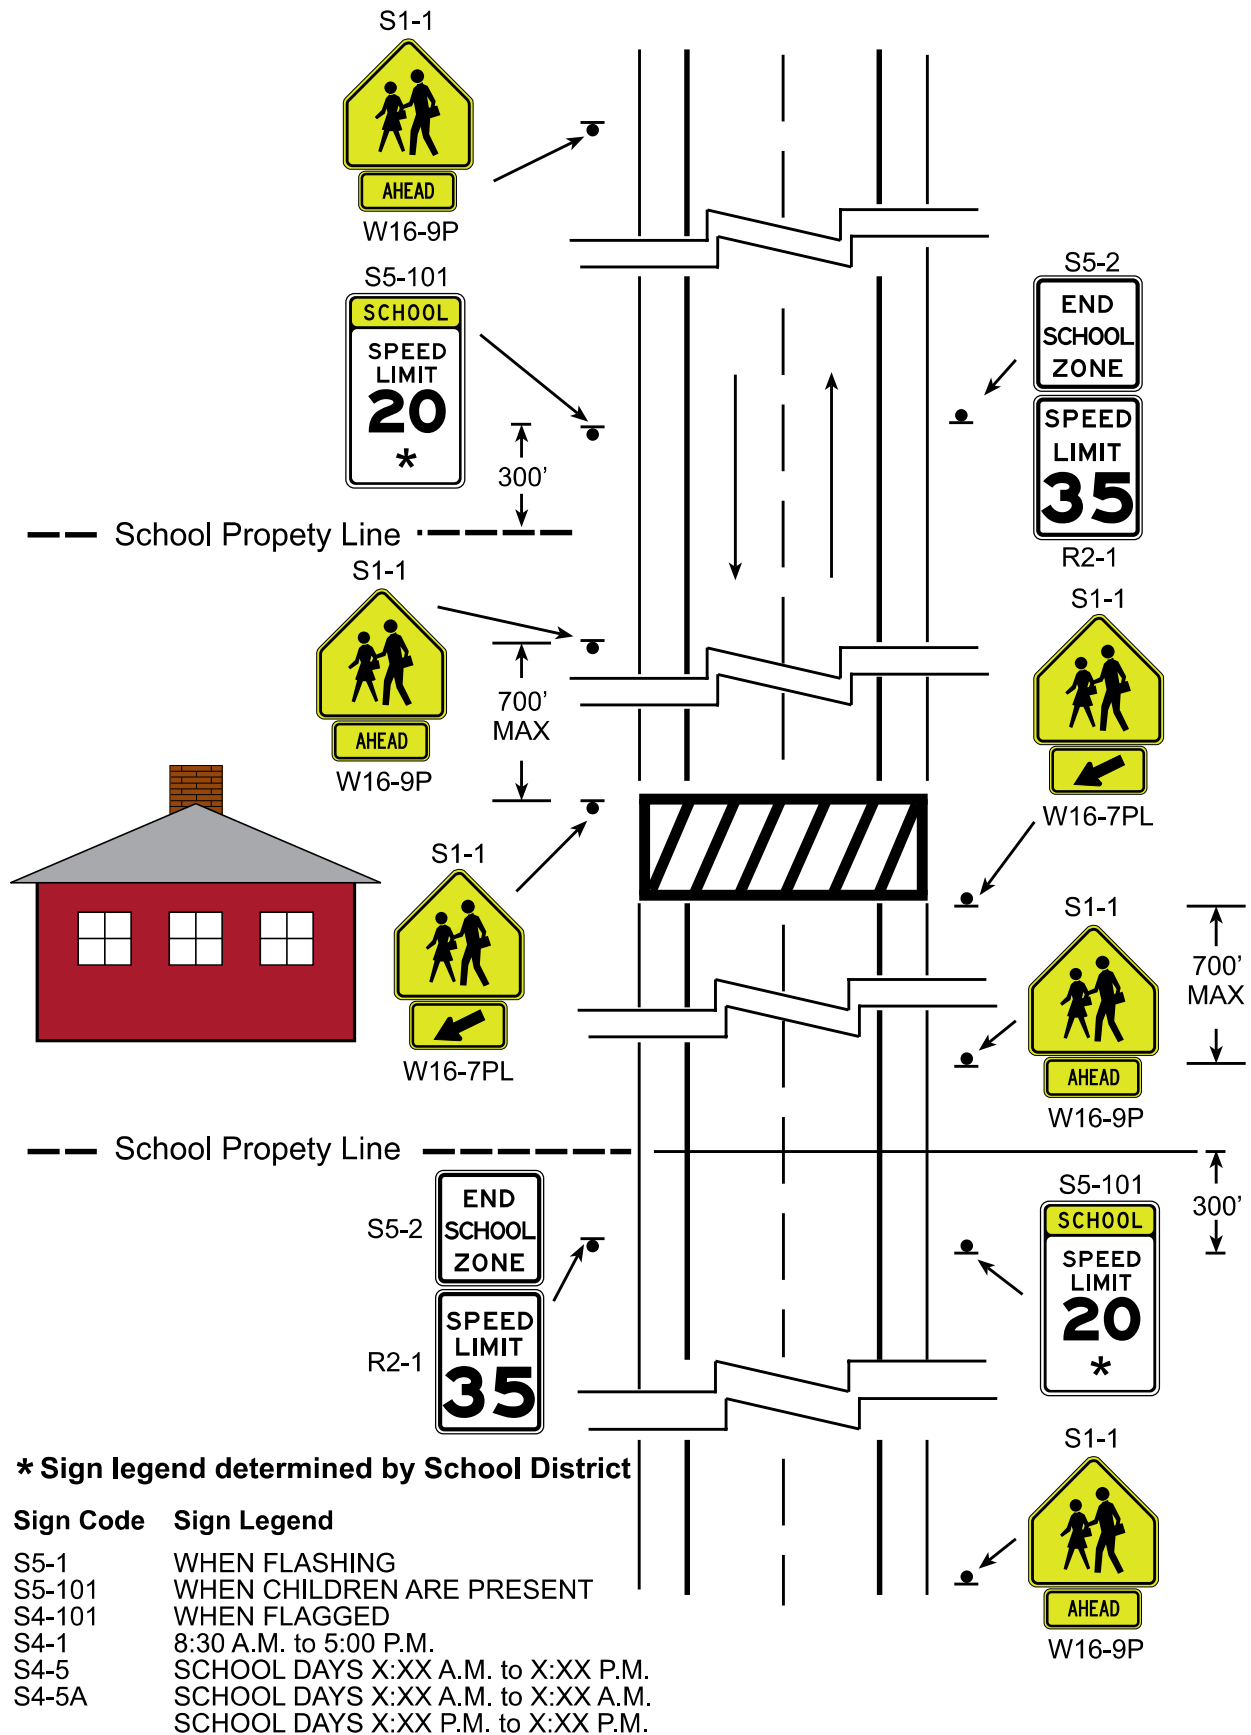 S1-1
AHEAD
W16-9P
S5-101
SCHOOL
SPEED
LIMIT
20
*
300'
S5-2
END
SCHOOL
ZONE
SPEED
LIMIT
35
R2-1
School Propety Line
S1-1
AHEAD
W16-9P
700'
MAX
S1-1
W16-7PL
S1-1
W16-7PL
S1-1
AHEAD
W16-9P
700'
MAX
School Propety Line
S5-2
END
SCHOOL
ZONE
R2-1
SPEED
LIMIT
35
S5-101
SCHOOL
SPEED
LIMIT
20
*
300'
S1-1
AHEAD
W16-9P
* Sign legend determined by School District
Sign Code Sign Legend
S5-1 WHEN FLASHING
S5-101 WHEN CHILDREN ARE PRESENT
S4-101 WHEN FLAGGED
S4-1 8:30 A.M. to 5:00 P.M.
S4-5 SCHOOL DAYS X:XX A.M. to X:XX P.M.
S4-5A SCHOOL DAYS X:XX A.M. to X:XX A.M.
SCHOOL DAYS X:XX P.M. to X:XX P.M.